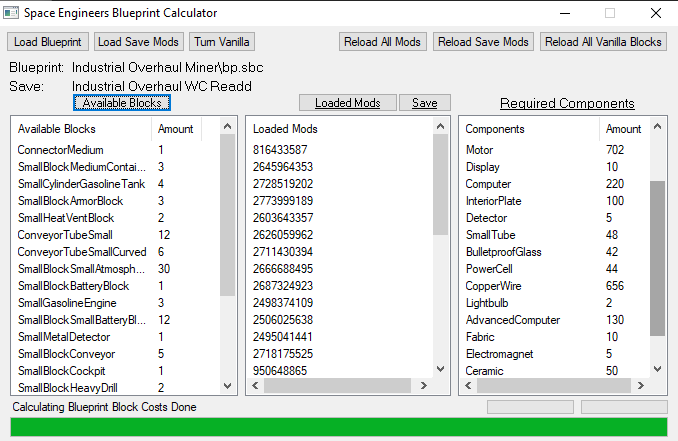 Space Engineers Blueprint Calculator
Load Blueprint Load Save Mods Turn Vanilla Reload All Mods Reload Save Mods Reload All Vanilla Blocks
Blueprint: Industrial Overhaul Miner\bp.sbc
Save: Industrial Overhaul WC Readd
Available Blocks Loaded Mods Save Required Components
Available Blocks Amount Loaded Mods Components Amount
ConnectorMedium 1 816433587 Motor 702
SmallBlockMediumContai... 3 2645964353 Display 10
SmallCylinderGasolineTank 4 2728519202 Computer 220
SmallBlockArmorBlock 3 2773999189 InteriorPlate 100
SmallHeatVentBlock 2 2603643357 Detector 5
ConveyorTubeSmall 12 2626059962 SmallTube 48
ConveyorTubeSmallCurved 6 2711430394 BulletproofGlass 42
SmallBlockSmallAtmosph... 30 2666688495 PowerCell 44
SmallBlockBatteryBlock 1 2687324923 CopperWire 656
SmallGasolineEngine 3 2498374109 Lightbulb 2
SmallBlockSmallBatteryBl... 12 2506025638 AdvancedComputer 130
SmallMetalDetector 1 2495041441 Fabric 10
SmallBlockConveyor 5 2718175525 Electromagnet 5
SmallBlockCockpit 1 950648865 Ceramic 50
SmallBlockHeavyDrill 2
Calculating Blueprint Block Costs Done